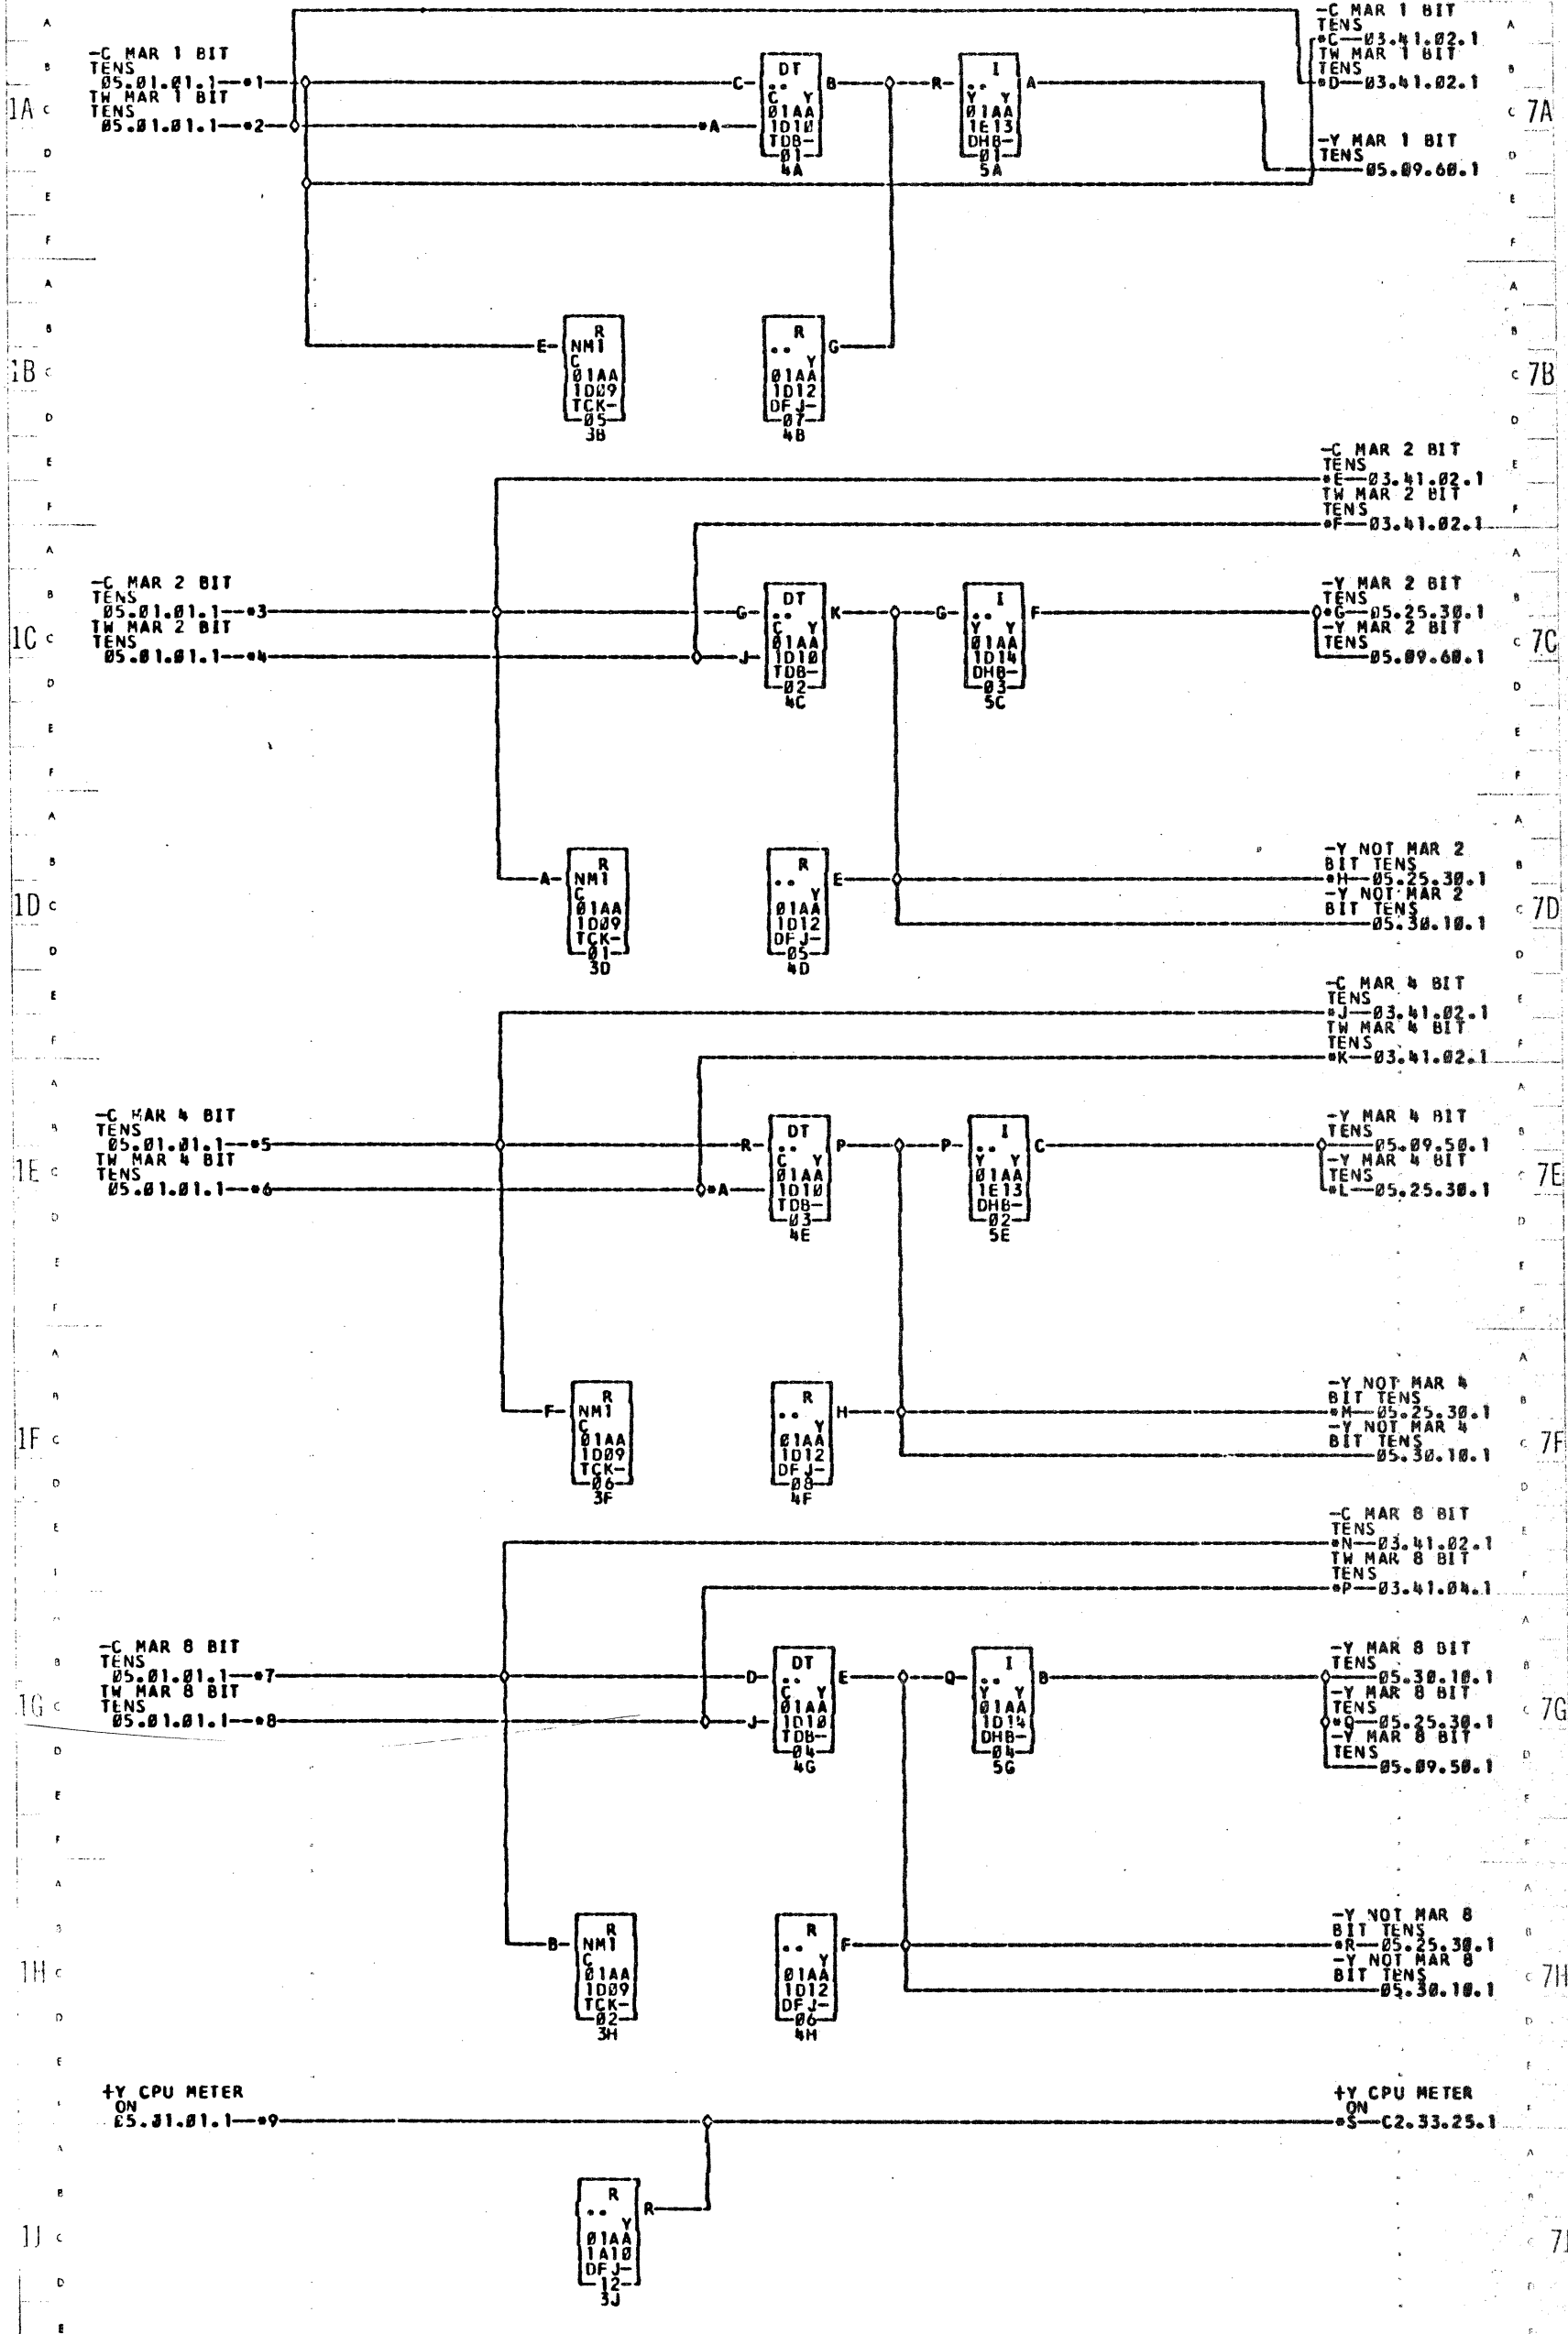 -C MAR 1 BIT
TENS
*C—03.41.02.1
TW MAR 1 BIT
TENS
*D—03.41.02.1
-C MAR 1 BIT
TENS
05.01.01.1—*1
TW MAR 1 BIT
TENS
05.01.01.1—*2
C
DT
..
C Y
01AA
1D10
TDB-
01
4A
*A
B
R
I
..
Y Y
01AA
1E13
DHB-
01
5A
A
-Y MAR 1 BIT
TENS
05.09.60.1
1A
7A
E
R
NM1
C
01AA
1D09
TCK-
05
3B
R
..
Y
01AA
1D12
DFJ-
07
4B
G
1B
7B
-C MAR 2 BIT
TENS
*E—03.41.02.1
TW MAR 2 BIT
TENS
*F—03.41.02.1
-C MAR 2 BIT
TENS
05.01.01.1—*3
TW MAR 2 BIT
TENS
05.01.01.1—*4
G
J
DT
..
C Y
01AA
1D10
TDB-
02
4C
K
G
I
..
Y Y
01AA
1D14
DHB-
03
5C
F
-Y MAR 2 BIT
TENS
*G—05.25.30.1
-Y MAR 2 BIT
TENS
05.09.60.1
1C
7C
A
R
NM1
C
01AA
1D09
TCK-
01
3D
R
..
Y
01AA
1D12
DFJ-
05
4D
E
-Y NOT MAR 2
BIT TENS
*H—05.25.30.1
-Y NOT MAR 2
BIT TENS
05.30.10.1
1D
7D
-C MAR 4 BIT
TENS
*J—03.41.02.1
TW MAR 4 BIT
TENS
*K—03.41.02.1
-C MAR 4 BIT
TENS
05.01.01.1—*5
TW MAR 4 BIT
TENS
05.01.01.1—*6
R
*A
DT
..
C Y
01AA
1D10
TDB-
03
4E
P
P
I
..
Y Y
01AA
1E13
DHB-
02
5E
C
-Y MAR 4 BIT
TENS
05.09.50.1
-Y MAR 4 BIT
TENS
*L—05.25.30.1
1E
7E
F
R
NM1
C
01AA
1D09
TCK-
06
3F
R
..
Y
01AA
1D12
DFJ-
08
4F
H
-Y NOT MAR 4
BIT TENS
*M—05.25.30.1
-Y NOT MAR 4
BIT TENS
05.30.10.1
1F
7F
-C MAR 8 BIT
TENS
*N—03.41.02.1
TW MAR 8 BIT
TENS
*P—03.41.04.1
-C MAR 8 BIT
TENS
05.01.01.1—*7
TW MAR 8 BIT
TENS
05.01.01.1—*8
D
J
DT
..
C Y
01AA
1D10
TDB-
04
4G
E
Q
I
..
Y Y
01AA
1D14
DHB-
04
5G
B
-Y MAR 8 BIT
TENS
05.30.10.1
-Y MAR 8 BIT
TENS
*Q—05.25.30.1
-Y MAR 8 BIT
TENS
05.09.50.1
1G
7G
B
R
NM1
C
01AA
1D09
TCK-
02
3H
R
..
Y
01AA
1D12
DFJ-
06
4H
F
-Y NOT MAR 8
BIT TENS
*R—05.25.30.1
-Y NOT MAR 8
BIT TENS
05.30.10.1
1H
7H
+Y CPU METER
ON
*9
+Y CPU METER
ON
*S—C2.33.25.1
R
..
Y
01AA
1A10
DFJ-
12
3J
R
1J